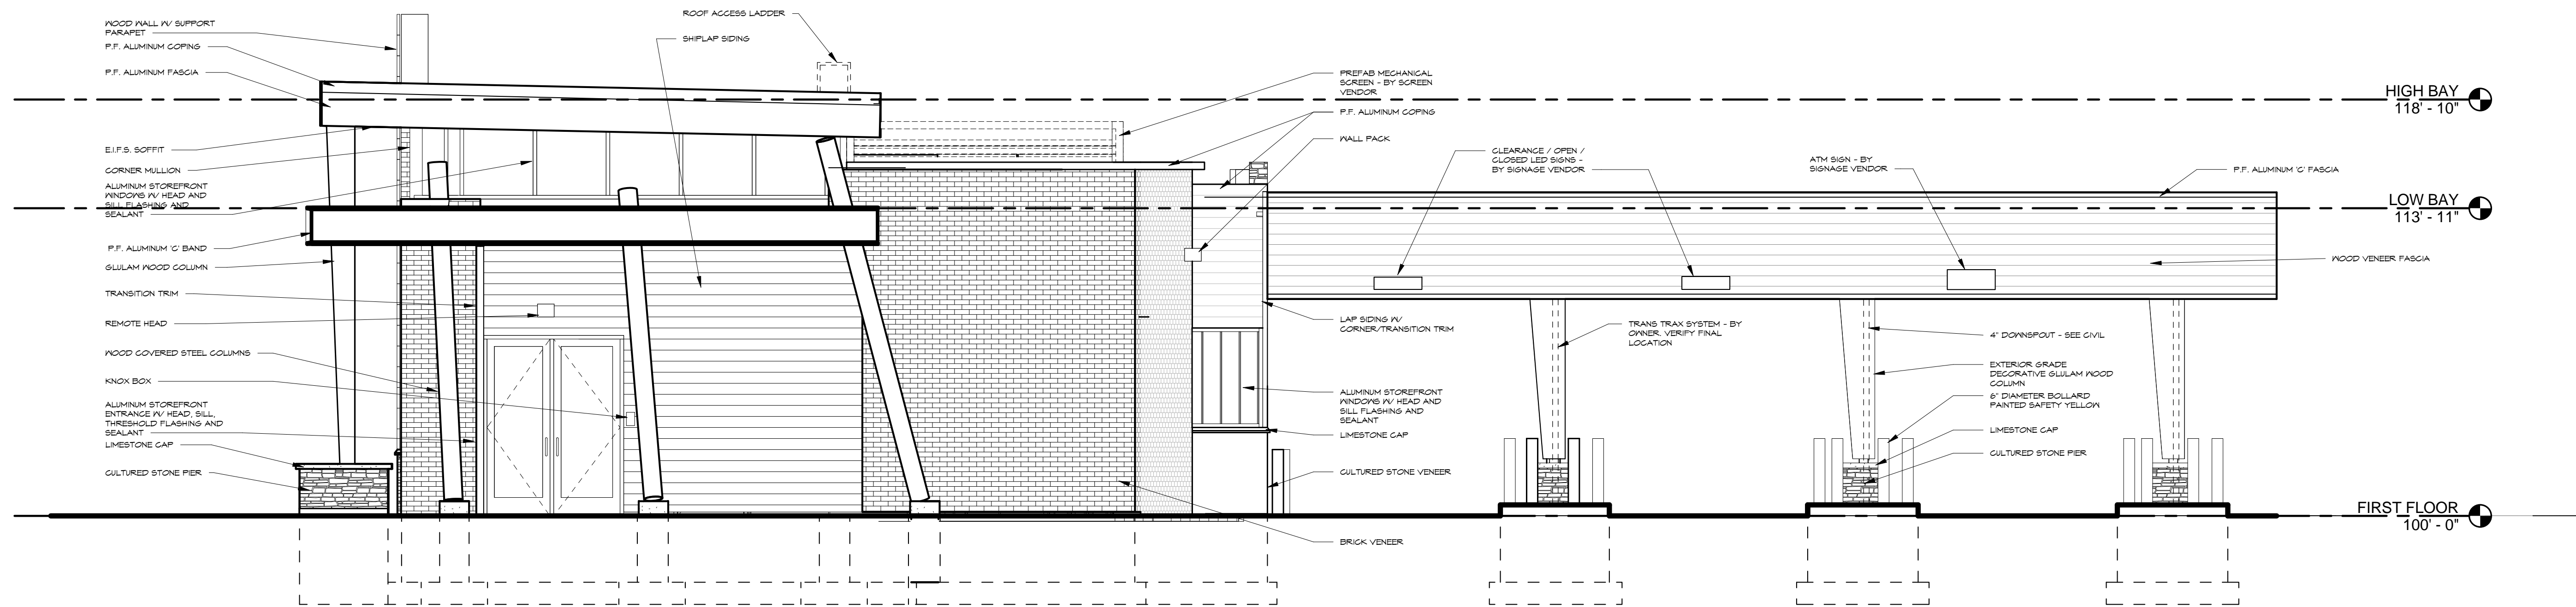 WOOD WALL W/ SUPPORT
PARAPET
P.F. ALUMINUM COPING
P.F. ALUMINUM FASCIA
E.I.F.S. SOFFIT
CORNER MULLION
ALUMINUM STOREFRONT
WINDOWS W/ HEAD AND
SILL FLASHING AND
SEALANT
P.F. ALUMINUM 'C' BAND
GLULAM WOOD COLUMN
TRANSITION TRIM
REMOTE HEAD
WOOD COVERED STEEL COLUMNS
KNOX BOX
ALUMINUM STOREFRONT
ENTRANCE W/ HEAD, SILL,
THRESHOLD FLASHING AND
SEALANT
LIMESTONE CAP
CULTURED STONE PIER
ROOF ACCESS LADDER
SHIPLAP SIDING
PREFAB MECHANICAL
SCREEN - BY SCREEN
VENDOR
P.F. ALUMINUM COPING
WALL PACK
LAP SIDING W/
CORNER/TRANSITION TRIM
ALUMINUM STOREFRONT
WINDOWS W/ HEAD AND
SILL FLASHING AND
SEALANT
LIMESTONE CAP
CULTURED STONE VENEER
BRICK VENEER
CLEARANCE / OPEN /
CLOSED LED SIGNS -
BY SIGNAGE VENDOR
TRANS TRAX SYSTEM - BY
OWNER. VERIFY FINAL
LOCATION
ATM SIGN - BY
SIGNAGE VENDOR
4" DOWNSPOUT - SEE CIVIL
EXTERIOR GRADE
DECORATIVE GLULAM WOOD
COLUMN
6" DIAMETER BOLLARD
PAINTED SAFETY YELLOW
LIMESTONE CAP
CULTURED STONE PIER
P.F. ALUMINUM 'C' FASCIA
WOOD VENEER FASCIA
HIGH BAY
118' - 10"
LOW BAY
113' - 11"
FIRST FLOOR
100' - 0"